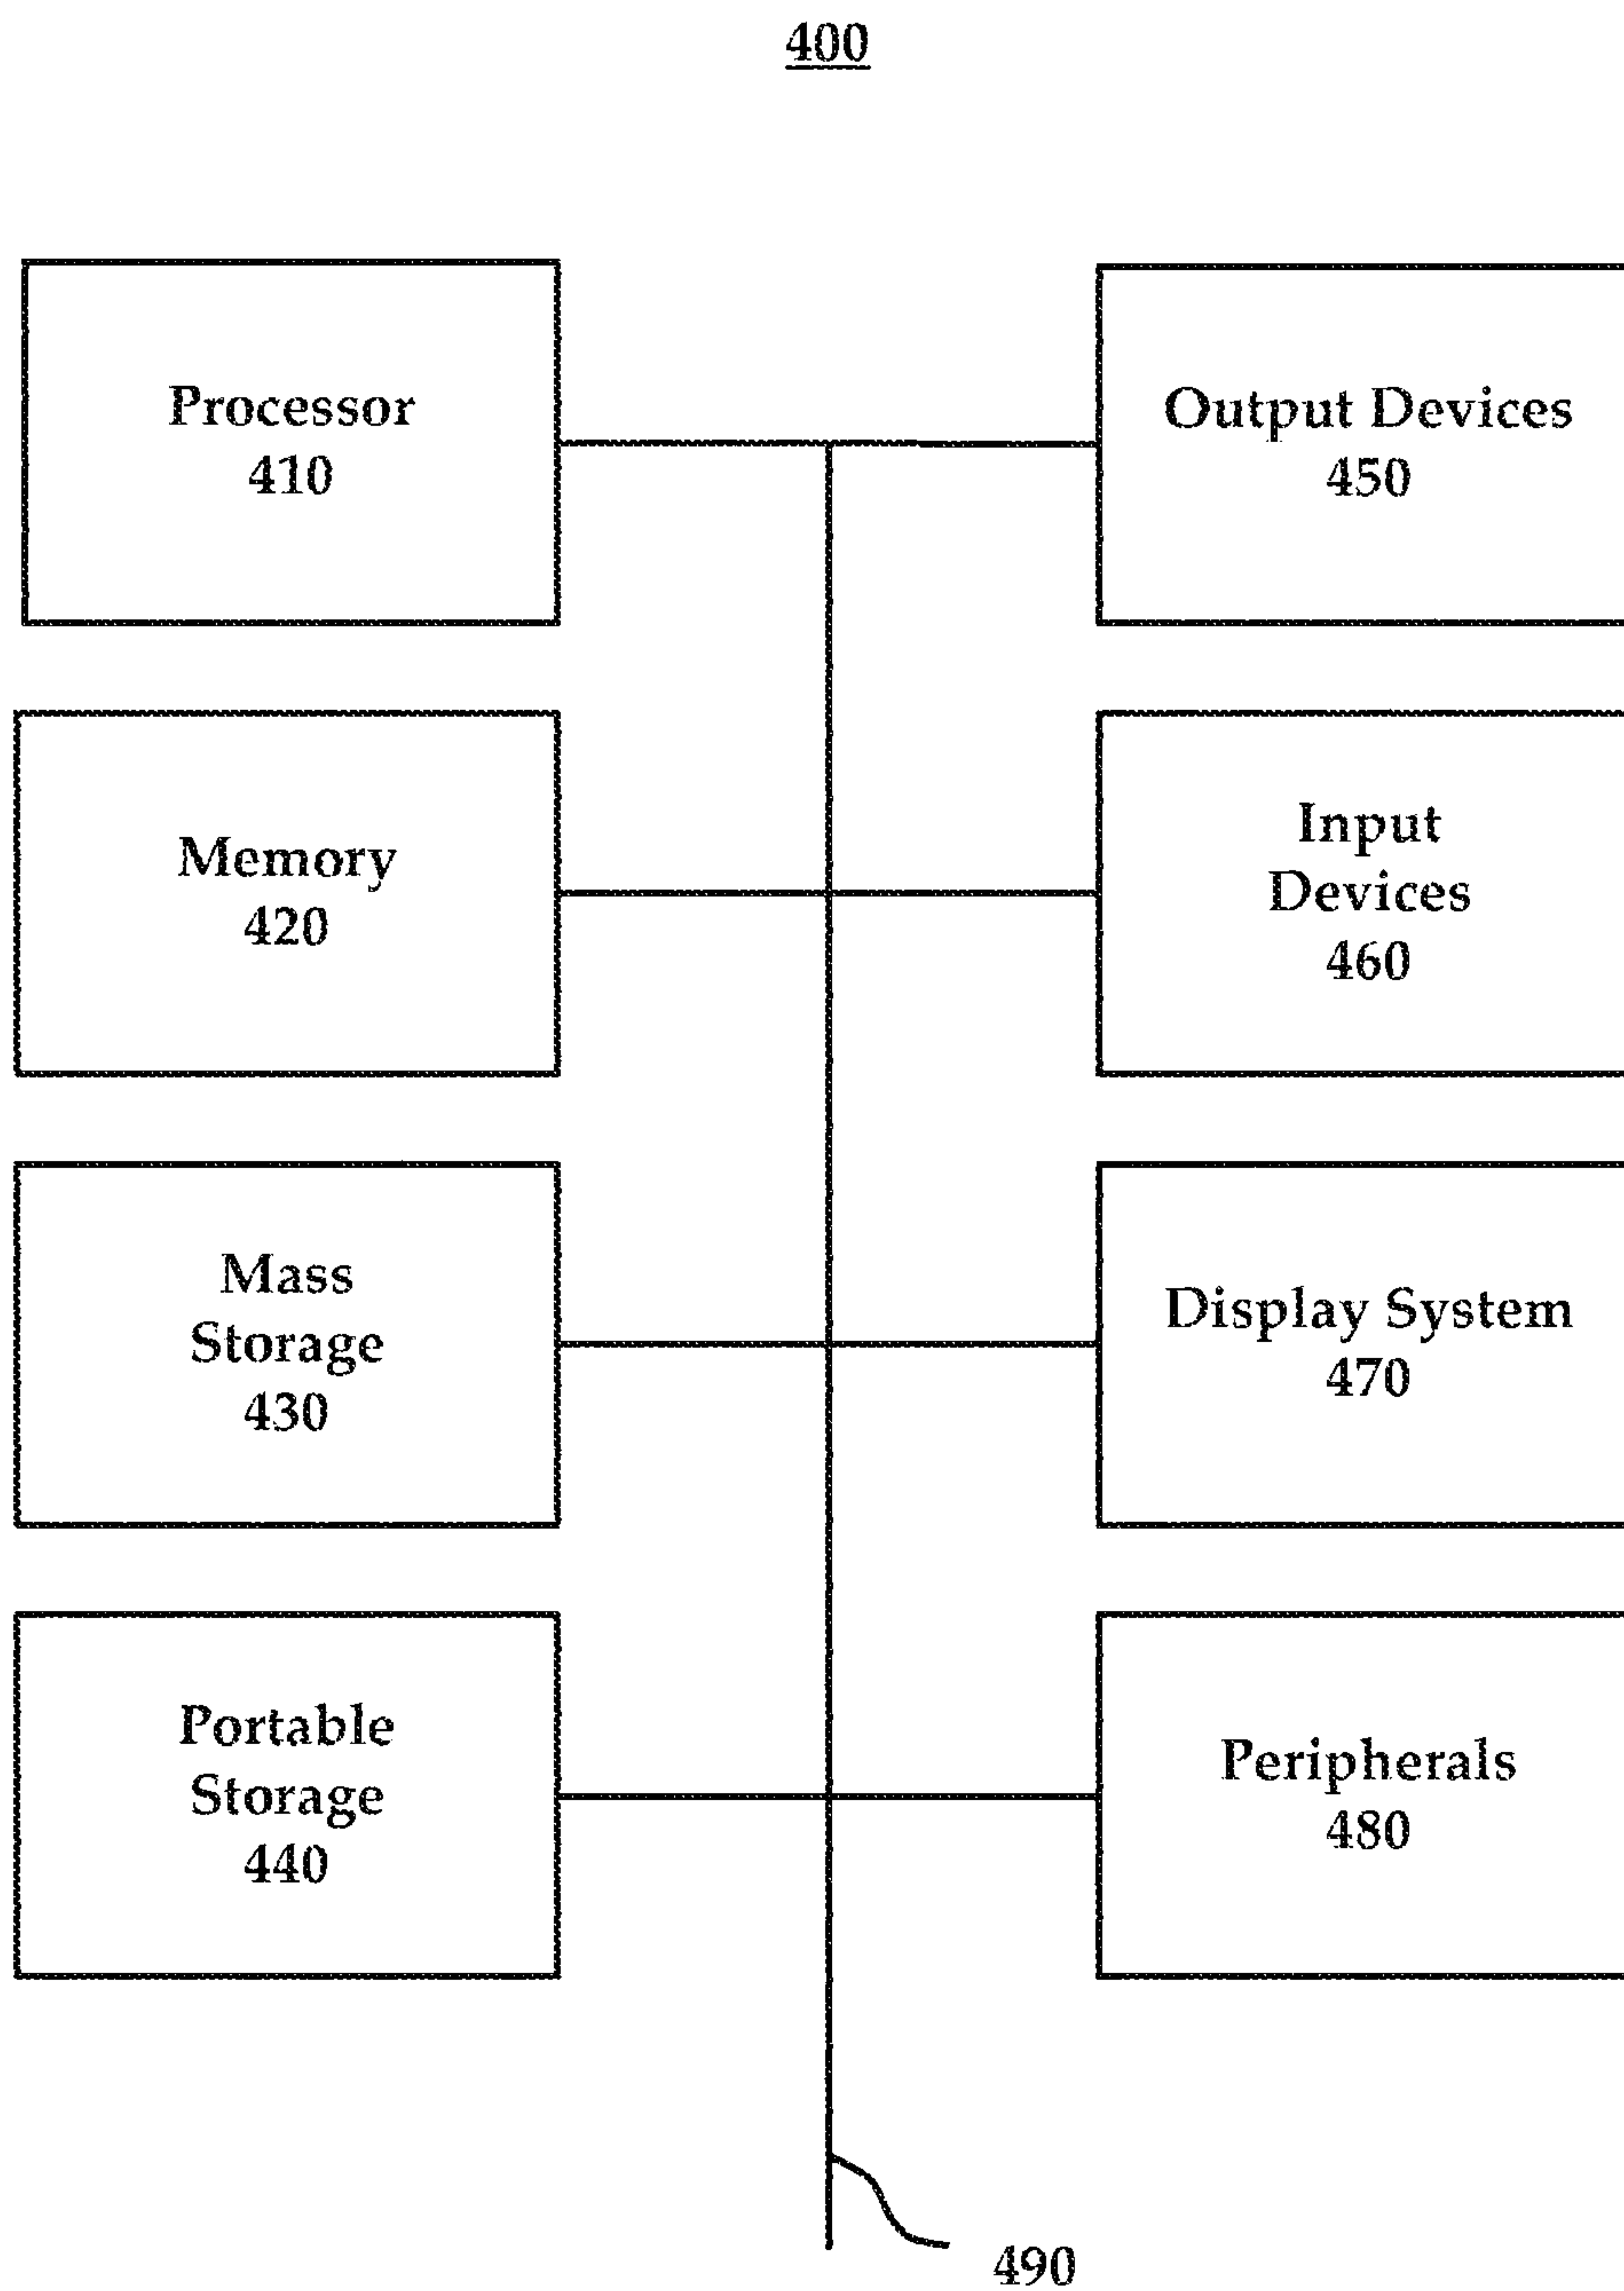 400
Processor
410
Output Devices
450
Memory
420
Input
Devices
460
Mass
Storage
430
Display System
470
Portable
Storage
440
Peripherals
480
490